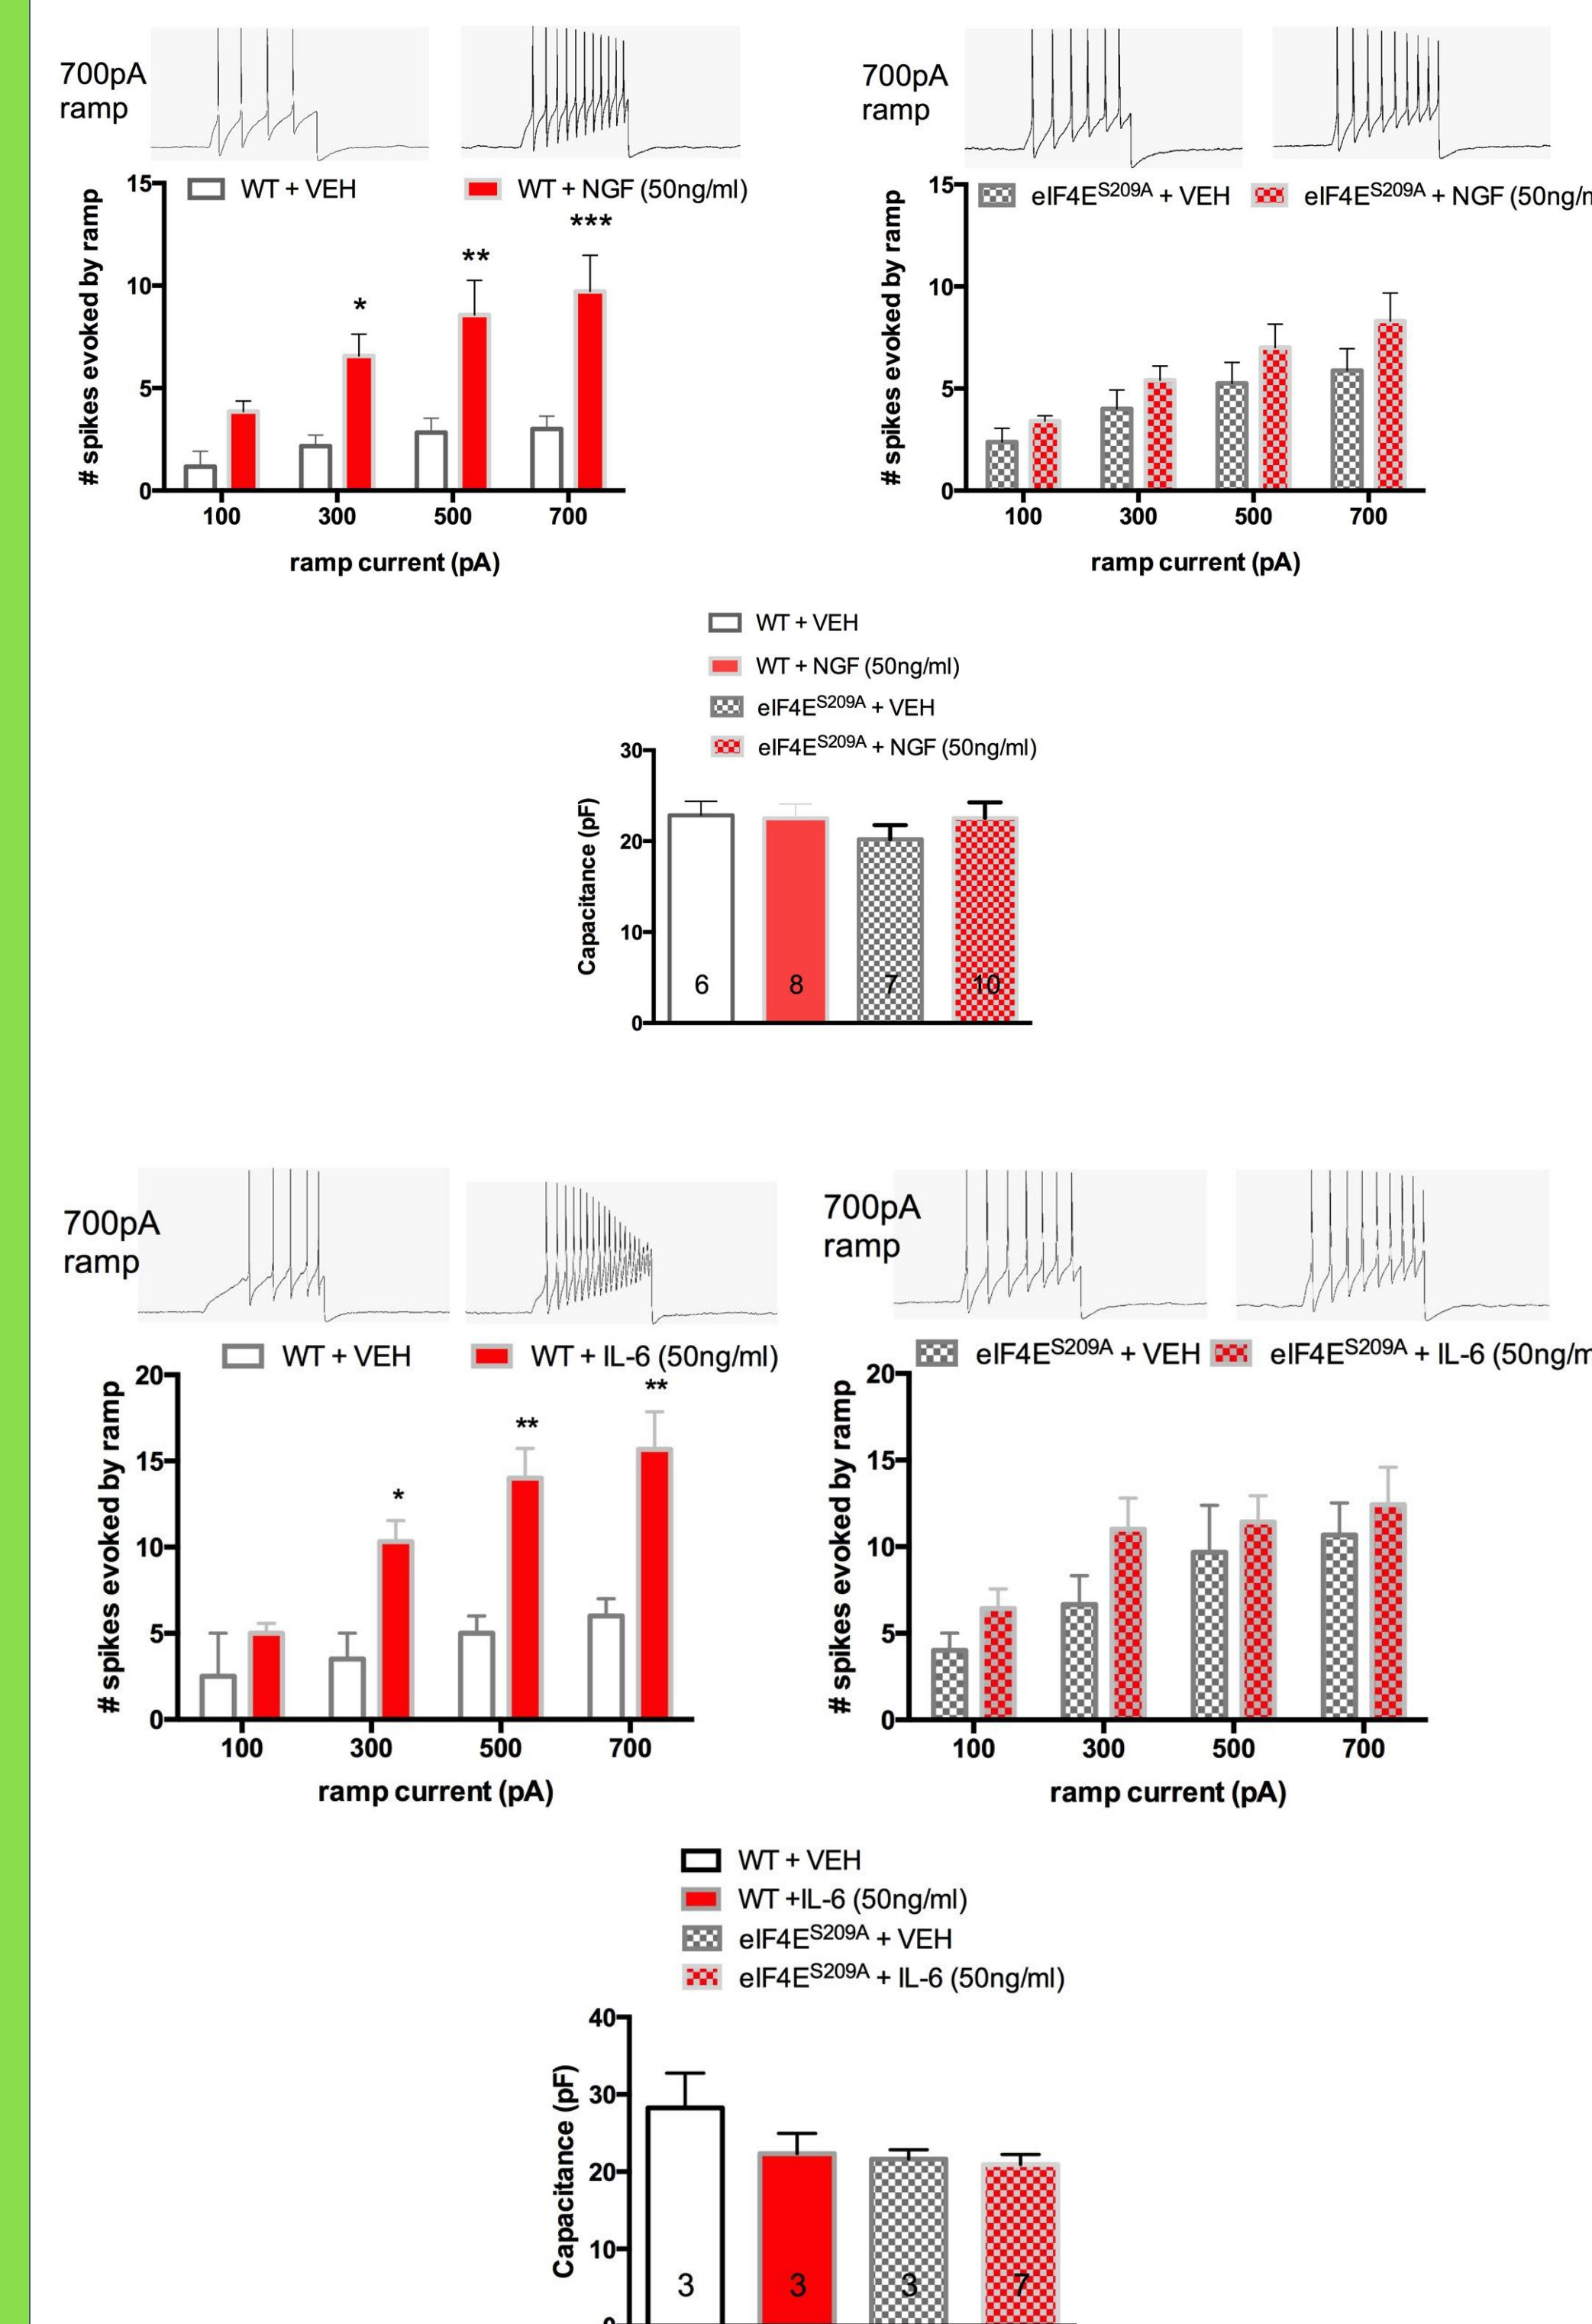 700pA
ramp
700pA
ramp
WT + VEH
WT + NGF (50ng/ml)
15
10
5
0
# spikes evoked by ramp
*
**
***
100 300 500 700
ramp current (pA)
eIF4ES209A + VEH
eIF4ES209A + NGF (50ng/m
15
10
5
0
# spikes evoked by ramp
100 300 500 700
ramp current (pA)
WT + VEH
WT + NGF (50ng/ml)
eIF4ES209A + VEH
eIF4ES209A + NGF (50ng/ml)
30
20
10
0
Capacitance (pF)
6 8 7 10
700pA
ramp
700pA
ramp
WT + VEH
WT + IL-6 (50ng/ml)
20
15
10
5
0
# spikes evoked by ramp
*
**
**
100 300 500 700
ramp current (pA)
eIF4ES209A + VEH
eIF4ES209A + IL-6 (50ng/m
20
15
10
5
0
# spikes evoked by ramp
100 300 500 700
ramp current (pA)
WT + VEH
WT +IL-6 (50ng/ml)
eIF4ES209A + VEH
eIF4ES209A + IL-6 (50ng/ml)
40
30
20
10
0
Capacitance (pF)
3 3 3 7